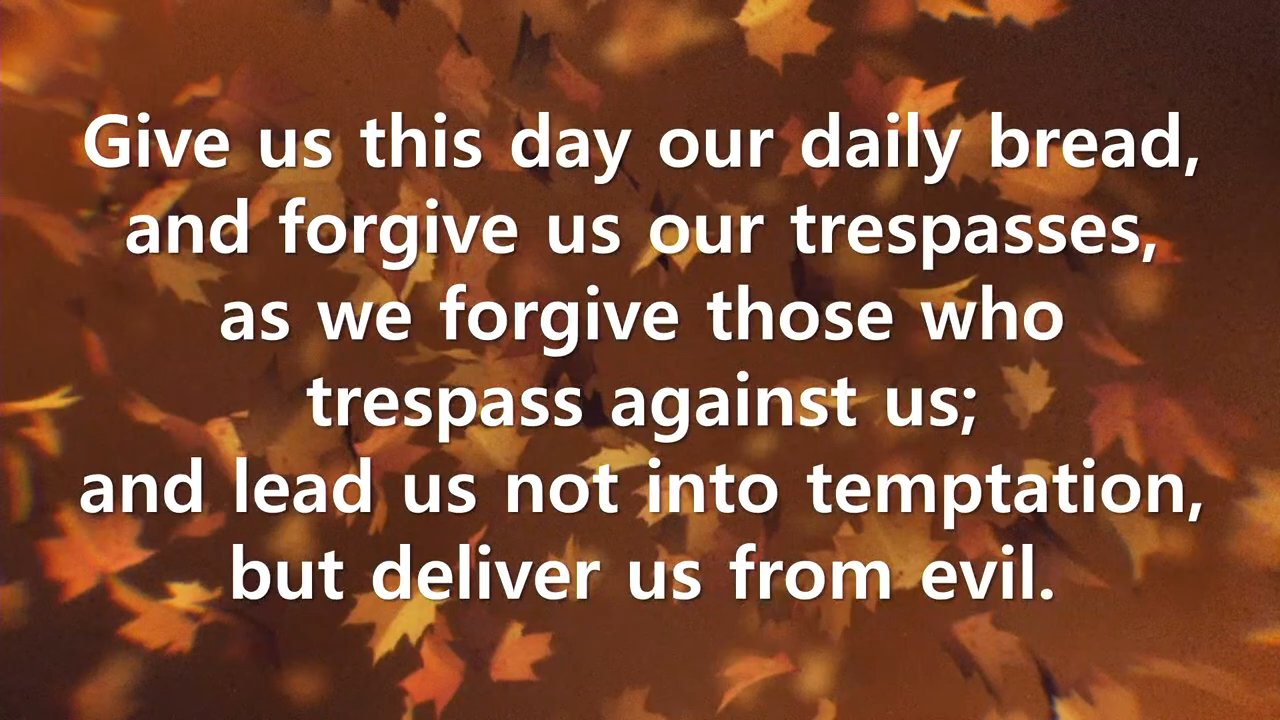 Give us this day our daily bread,
and forgive us our trespasses,
as we forgive those who
trespass against us;
and lead us not into temptation,
but deliver us from evil.